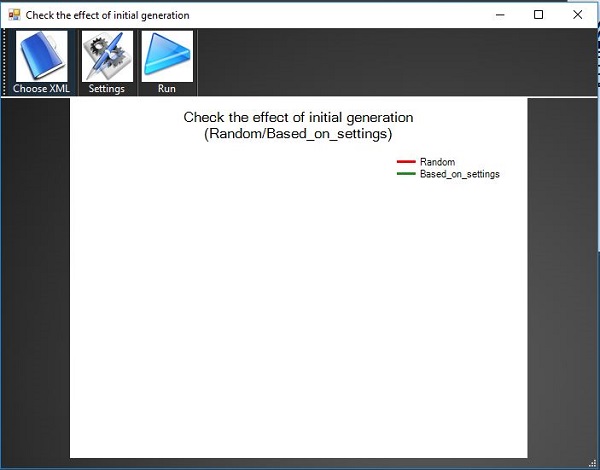 Check the effect of initial generation
Choose XML
Settings
Run
Check the effect of initial generation
(Random/Based_on_settings)
Random
Based_on_settings